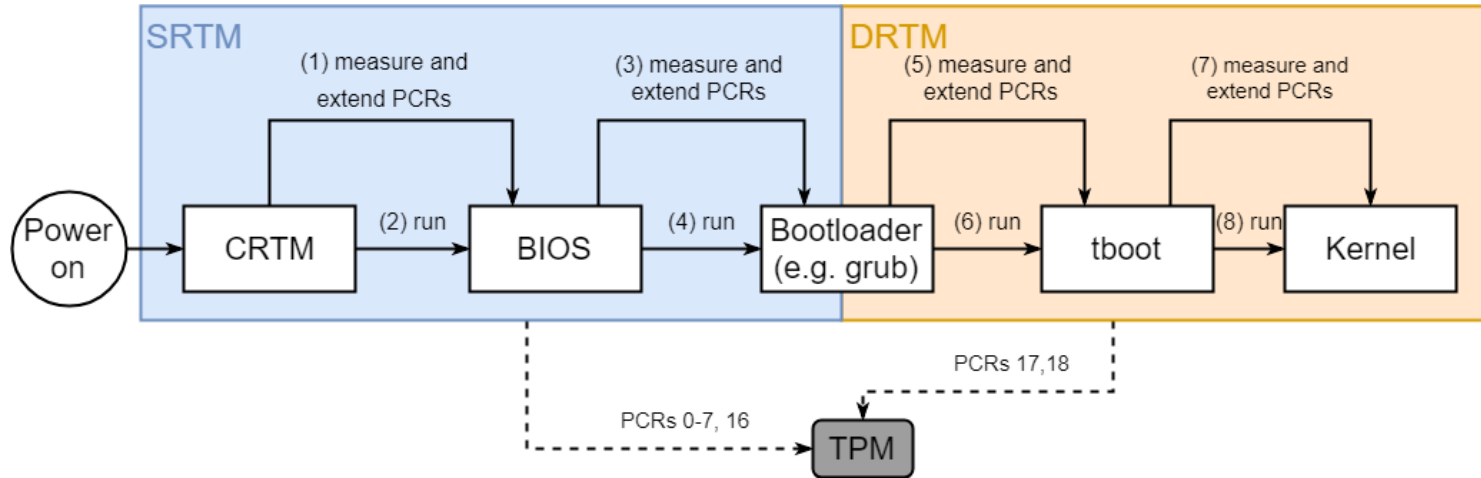 SRTM
DRTM
(1) measure and
extend PCRs
(3) measure and
extend PCRs
(5) measure and
extend PCRs
(7) measure and
extend PCRs
Power
on
CRTM
(2) run
BIOS
(4) run
Bootloader
(e.g. grub)
(6) run
tboot
(8) run
Kernel
PCRs 17,18
PCRs 0-7, 16
TPM